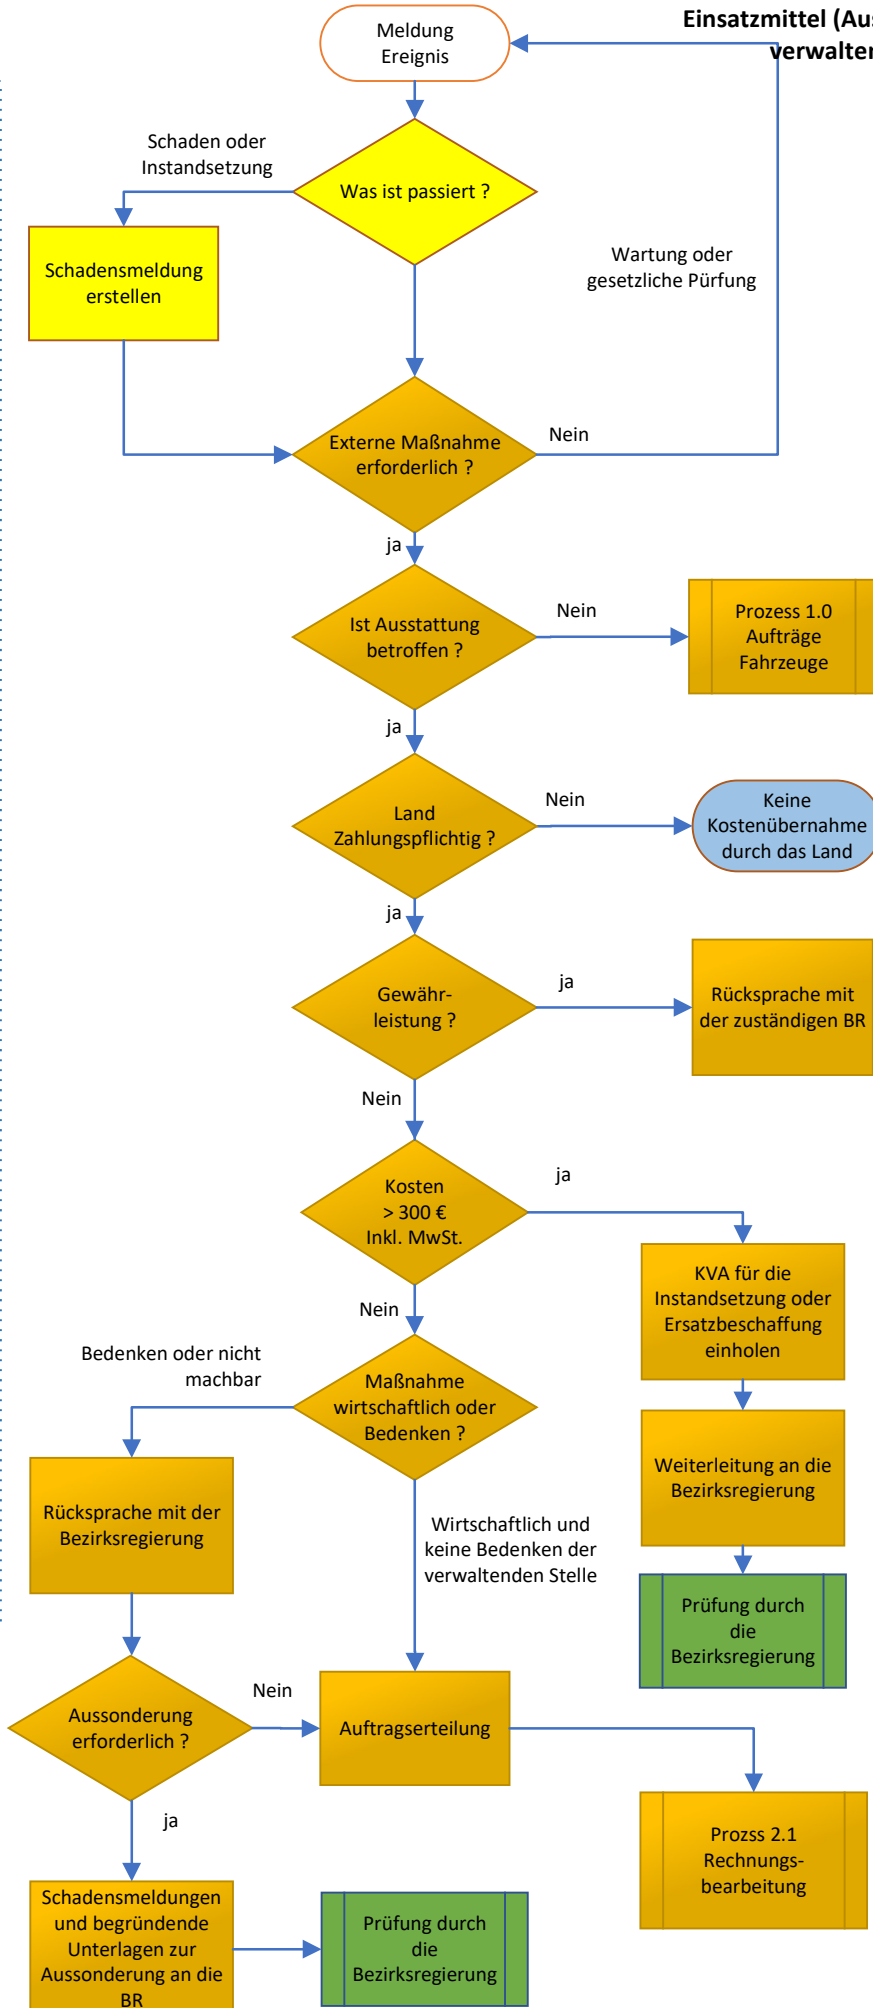 Einsatzmittel (Aus
verwalten
Meldung
Ereignis
Schaden oder
Instandsetzung
Was ist passiert ?
Schadensmeldung
erstellen
Wartung oder
gesetzliche Pürfung
Externe Maßnahme
erforderlich ?
Nein
ja
Ist Ausstattung
betroffen ?
Nein
Prozess 1.0
Aufträge
Fahrzeuge
ja
Land
Zahlungspflichtig ?
Nein
Keine
Kostenübernahme
durch das Land
ja
Gewähr-
leistung ?
ja
Rücksprache mit
der zuständigen BR
Nein
Kosten
> 300 €
Inkl. MwSt.
ja
KVA für die
Instandsetzung oder
Ersatzbeschaffung
einholen
Nein
Bedenken oder nicht
machbar
Maßnahme
wirtschaftlich oder
Bedenken ?
Weiterleitung an die
Bezirksregierung
Rücksprache mit der
Bezirksregierung
Wirtschaftlich und
keine Bedenken der
verwaltenden Stelle
Prüfung durch
die
Bezirksregierung
Aussonderung
erforderlich ?
Nein
Auftragserteilung
ja
Prozss 2.1
Rechnungs-
bearbeitung
Schadensmeldungen
und begründende
Unterlagen zur
Aussonderung an die
BR
Prüfung durch
die
Bezirksregierung